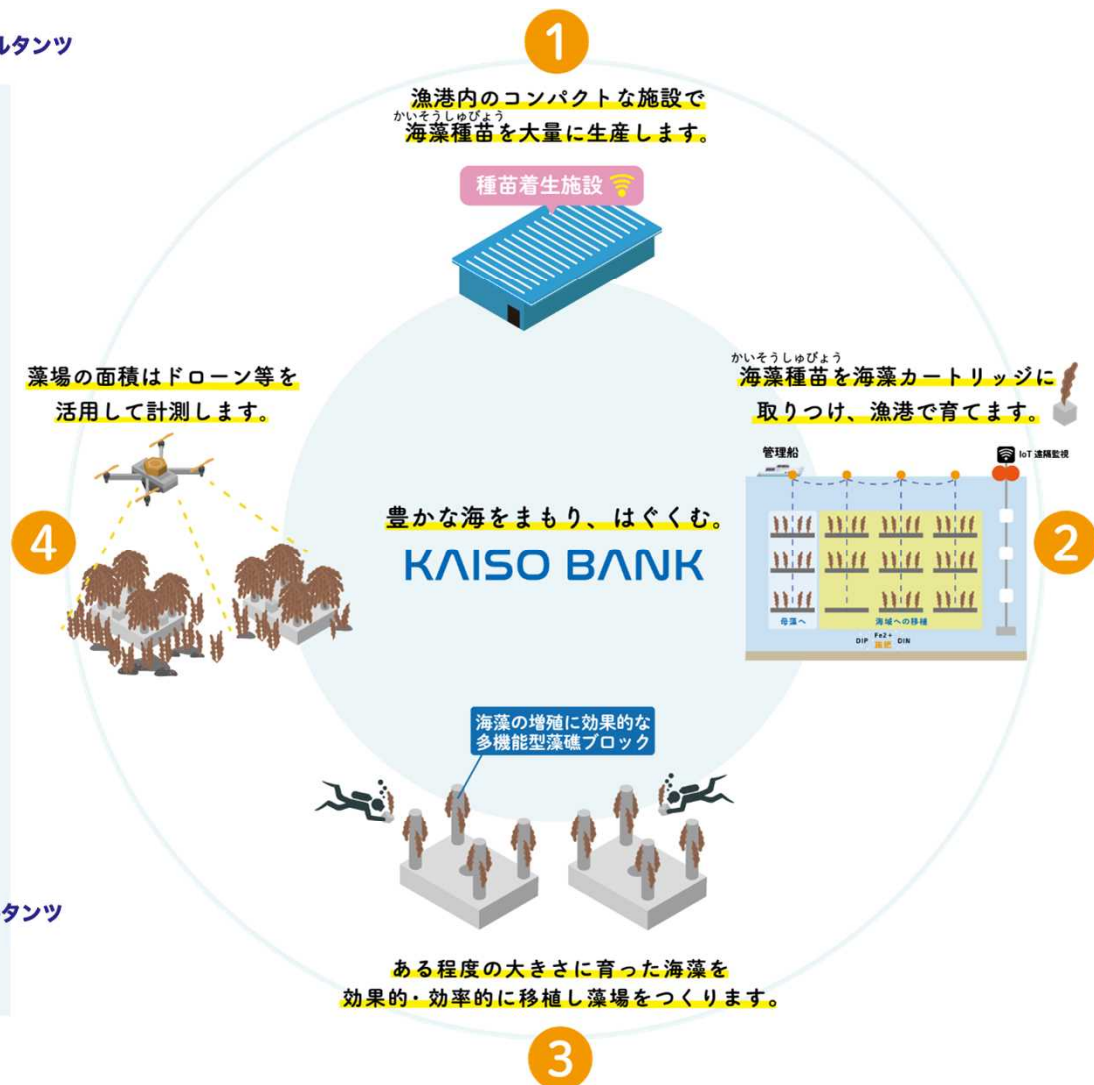 ルタンツ
1
漁港内のコンパクトな施設で
かいそうしゅびょう
海藻種苗を大量に生産します。
種苗着生施設
かいそうしゅびょう
海藻種苗を海藻カートリッジに
取りつけ、漁港で育てます。
管理船
IoT 遠隔監視
2
母藻へ
海域への移植
DIP Fe2+ DIN
施肥
藻場の面積はドローン等を
活用して計測します。
4
豊かな海をまもり、はぐくむ。
KAISO BANK
海藻の増殖に効果的な
多機能型藻礁ブロック
タンツ
ある程度の大きさに育った海藻を
効果的・効率的に移植し藻場をつくります。
3